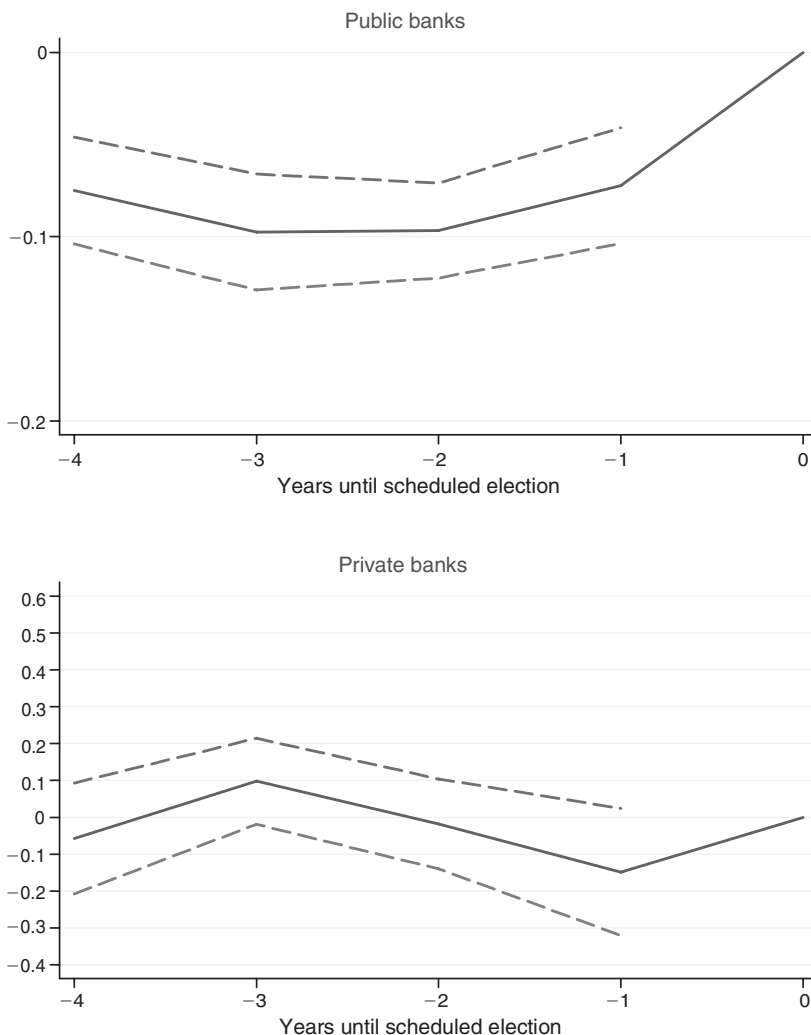 Public banks
0
−0.1
−0.2
−4 −3 −2 −1 0
Years until scheduled election
Private banks
0.6
0.5
0.4
0.3
0.2
0.1
0
−0.1
−0.2
−0.3
−0.4
−4 −3 −2 −1 0
Years until scheduled election